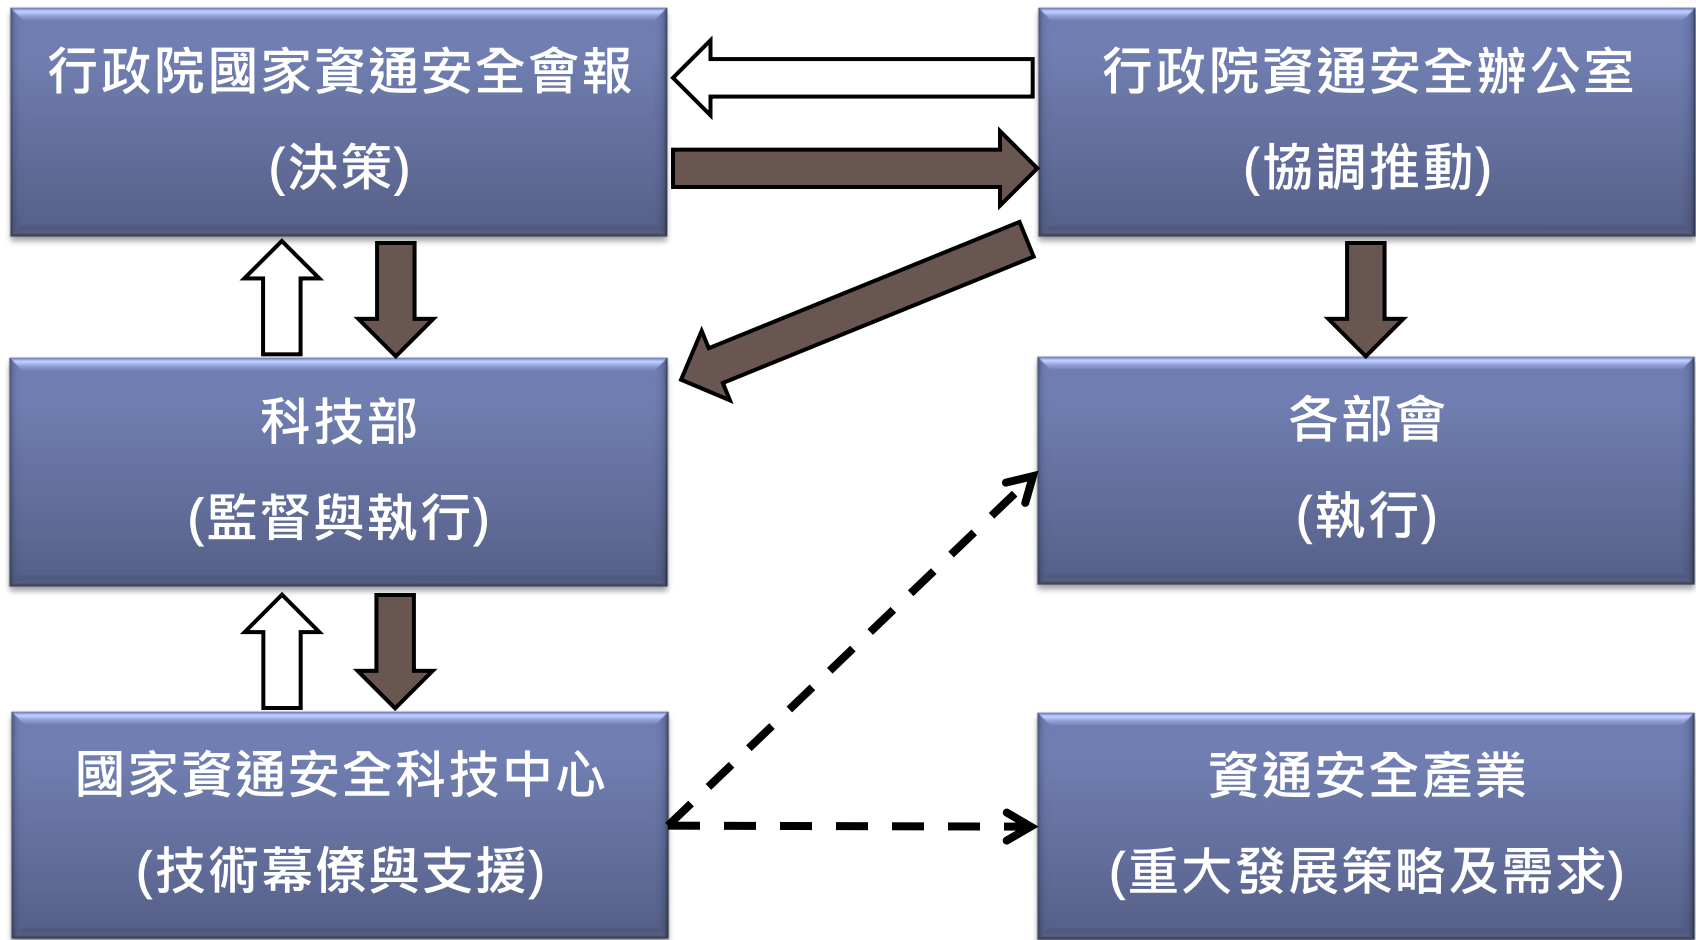 行政院國家資通安全會報
(決策)
行政院資通安全辦公室
(協調推動)
科技部
(監督與執行)
各部會
(執行)
國家資通安全科技中心
(技術幕僚與支援)
資通安全產業
(重大發展策略及需求)